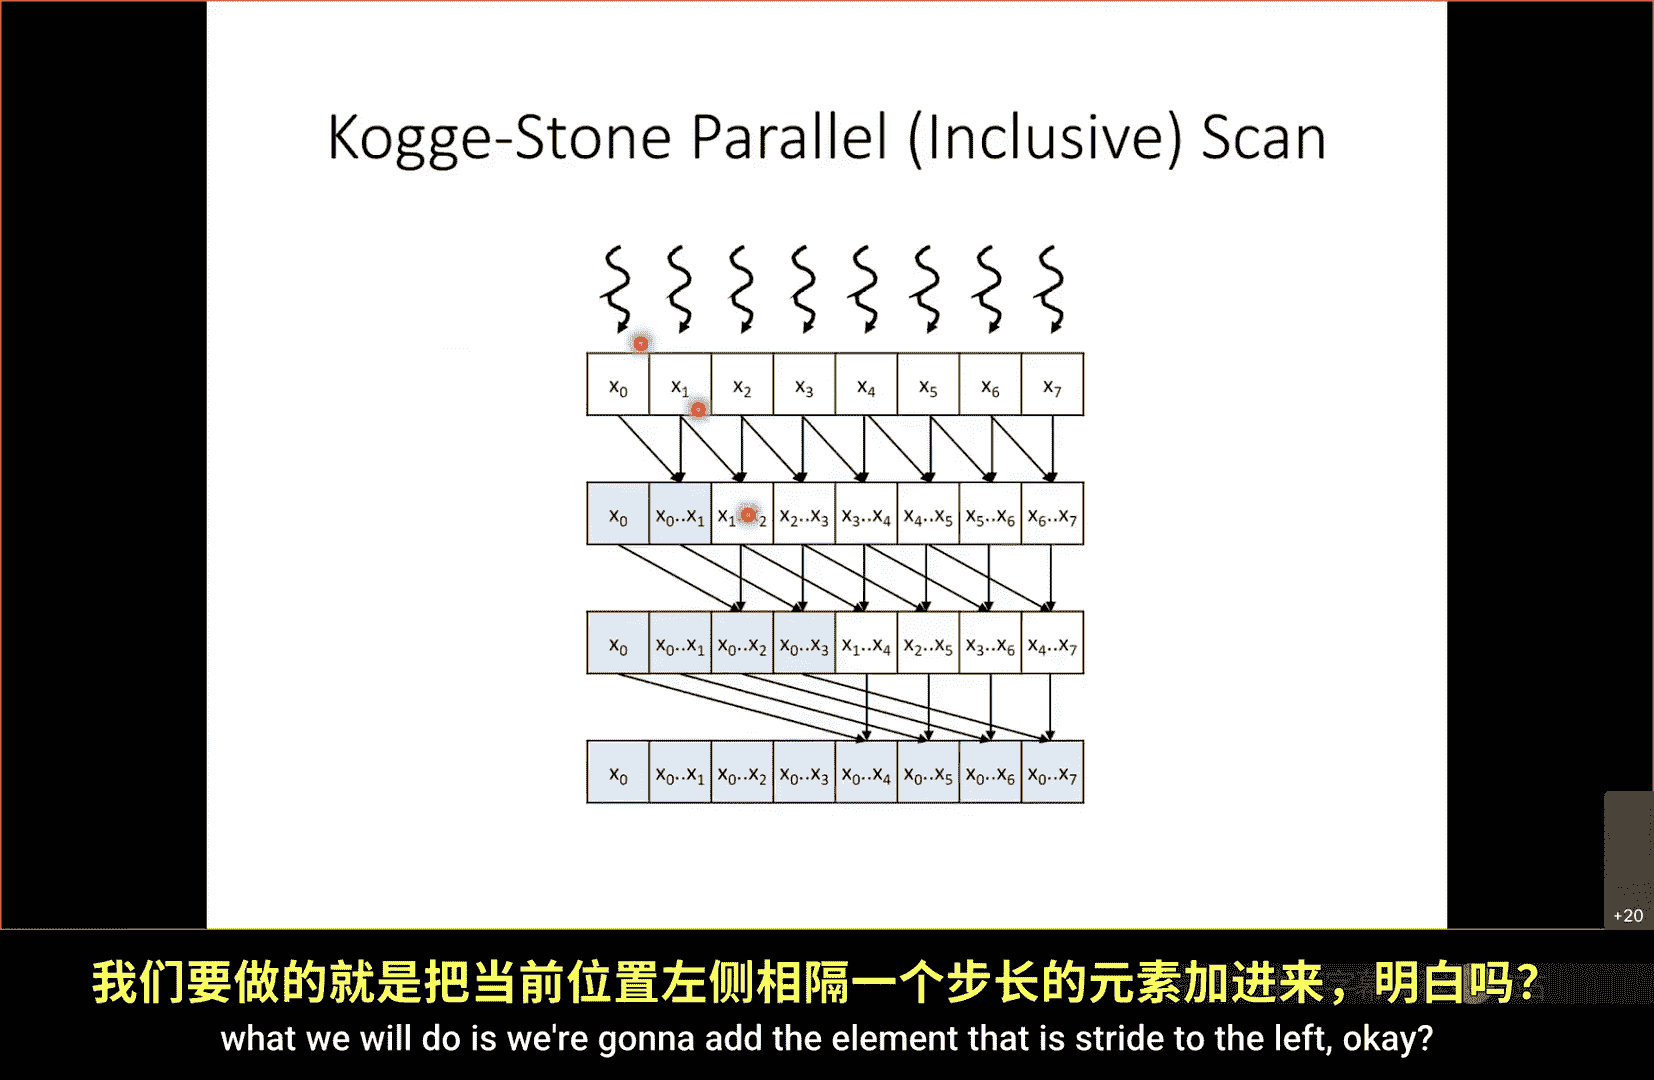 Kogge-Stone Parallel (Inclusive) Scan
x₀ x₁ x₂ x₃ x₄ x₅ x₆ x₇
x₀ x₀..x₁ x₁ ₂ x₂..x₃ x₃..x₄ x₄..x₅ x₅..x₆ x₆..x₇
x₀ x₀..x₁ x₀..x₂ x₀..x₃ x₁..x₄ x₂..x₅ x₃..x₆ x₄..x₇
x₀ x₀..x₁ x₀..x₂ x₀..x₃ x₀..x₄ x₀..x₅ x₀..x₆ x₀..x₇
+20
我们要做的就是把当前位置左侧相隔一个步长的元素加进来，明白吗？
what we will do is we're gonna add the element that is stride to the left, okay?